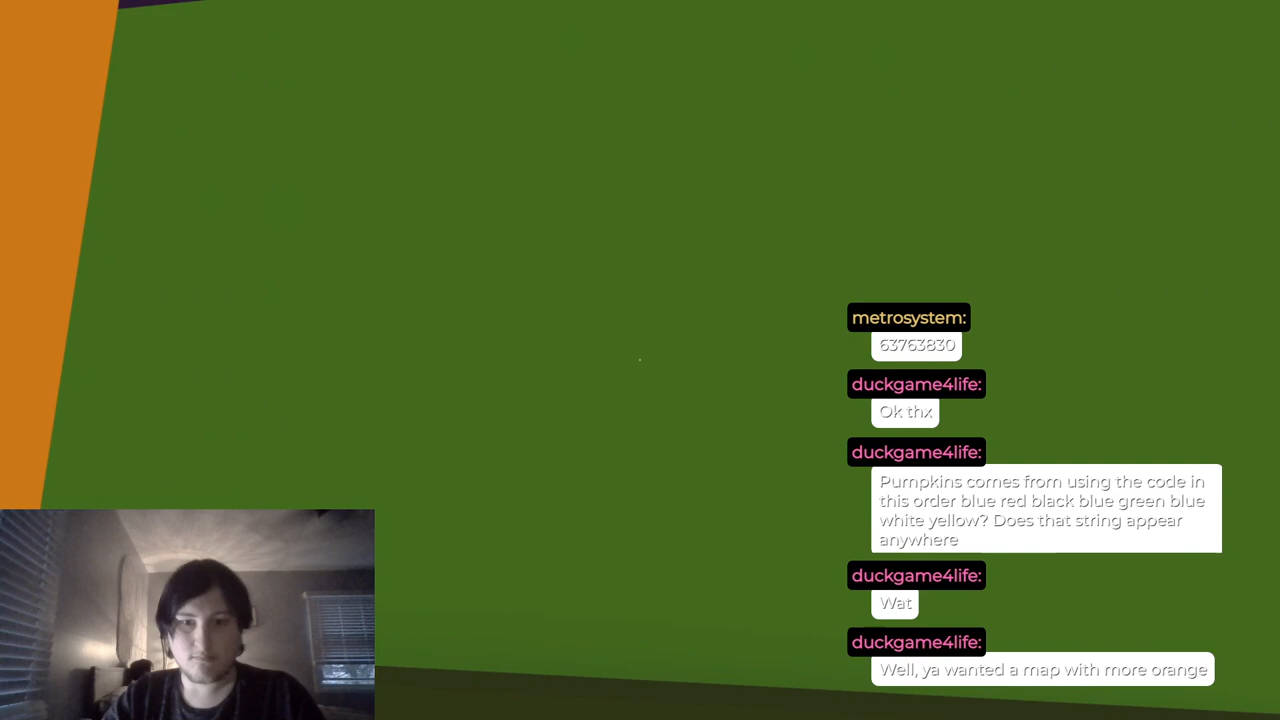 metrosystem:
63763830
duckgame4life:
Ok thx
duckgame4life:
Pumpkins comes from using the code in
this order blue red black blue green blue
white yellow? Does that string appear
anywhere
duckgame4life:
Wat
duckgame4life:
Well, ya wanted a map with more orange